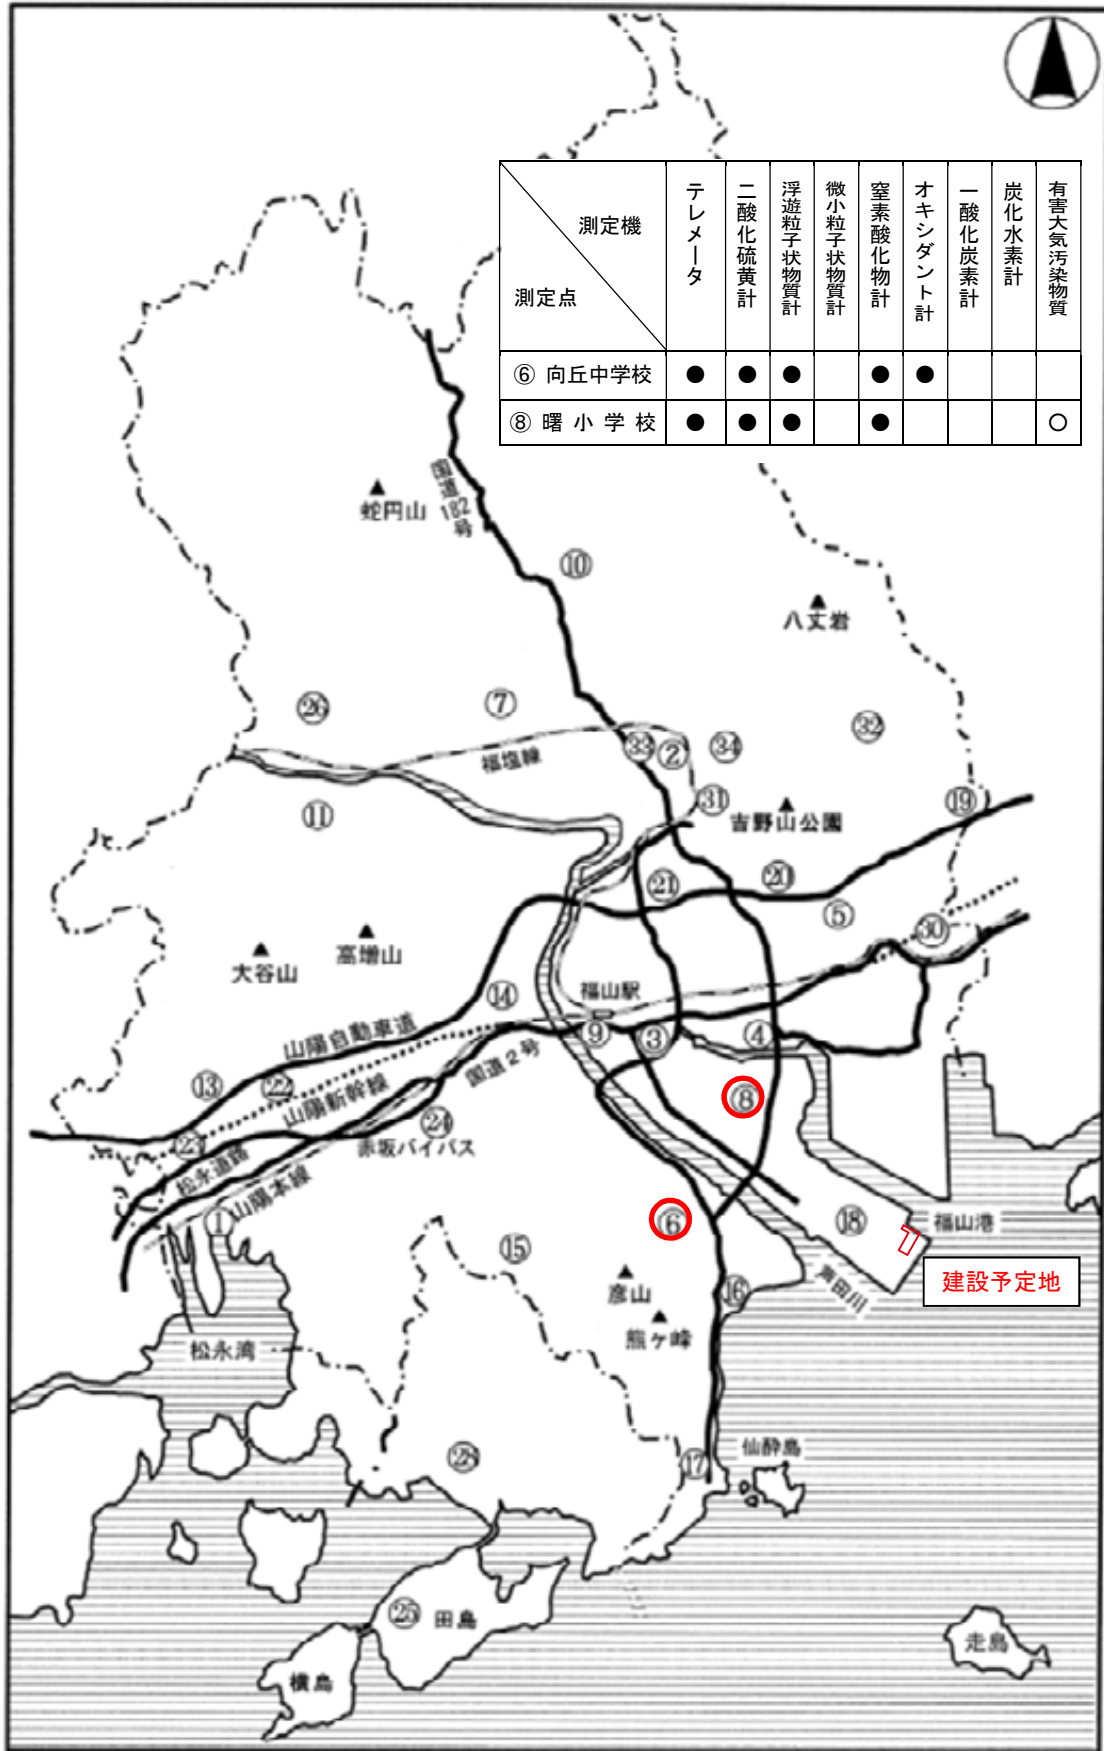 測定機
測定点
テレメータ
二酸化硫黄計
浮遊粒子状物質計
微小粒子状物質計
窒素酸化物計
オキシダント計
一酸化炭素計
炭化水素計
有害大気汚染物質
⑥ 向丘中学校 ● ● ● ● ●
⑧ 曙小学校 ● ● ● ● ○
国道182号
蛇円山
⑩
八丈岩
㉖
⑦
㉜
福塩線
㉝
②
㉞
⑪
㉛
吉野山公園
⑲
㉑
⑳
⑤
㉚
大谷山
高増山
⑭
福山駅
⑨
③
④
山陽自動車道
国道2号
⑬
㉒
山陽新幹線
⑧
㉔
赤坂バイパス
㉓
松永道路
①
山陽本線
⑥
⑱
福山港
⑮
建設予定地
彦山
⑯
芦田川
熊ヶ峰
松永湾
㉘
⑰
仙酔島
㉕
田島
横島
走島